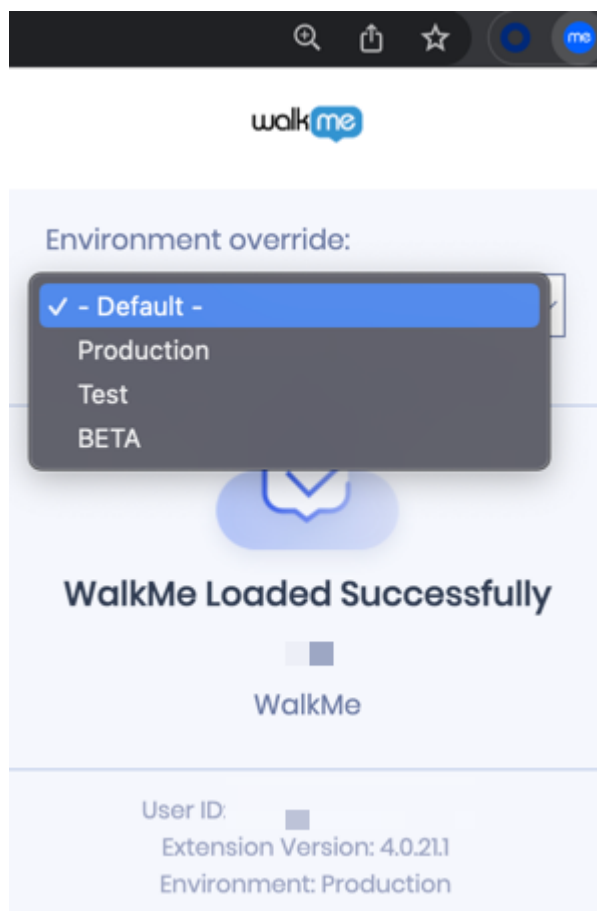 me
walkme
Environment override:
✓ - Default -
Production
Test
BETA
WalkMe Loaded Successfully
WalkMe
User ID:
Extension Version: 4.0.21.1
Environment: Production